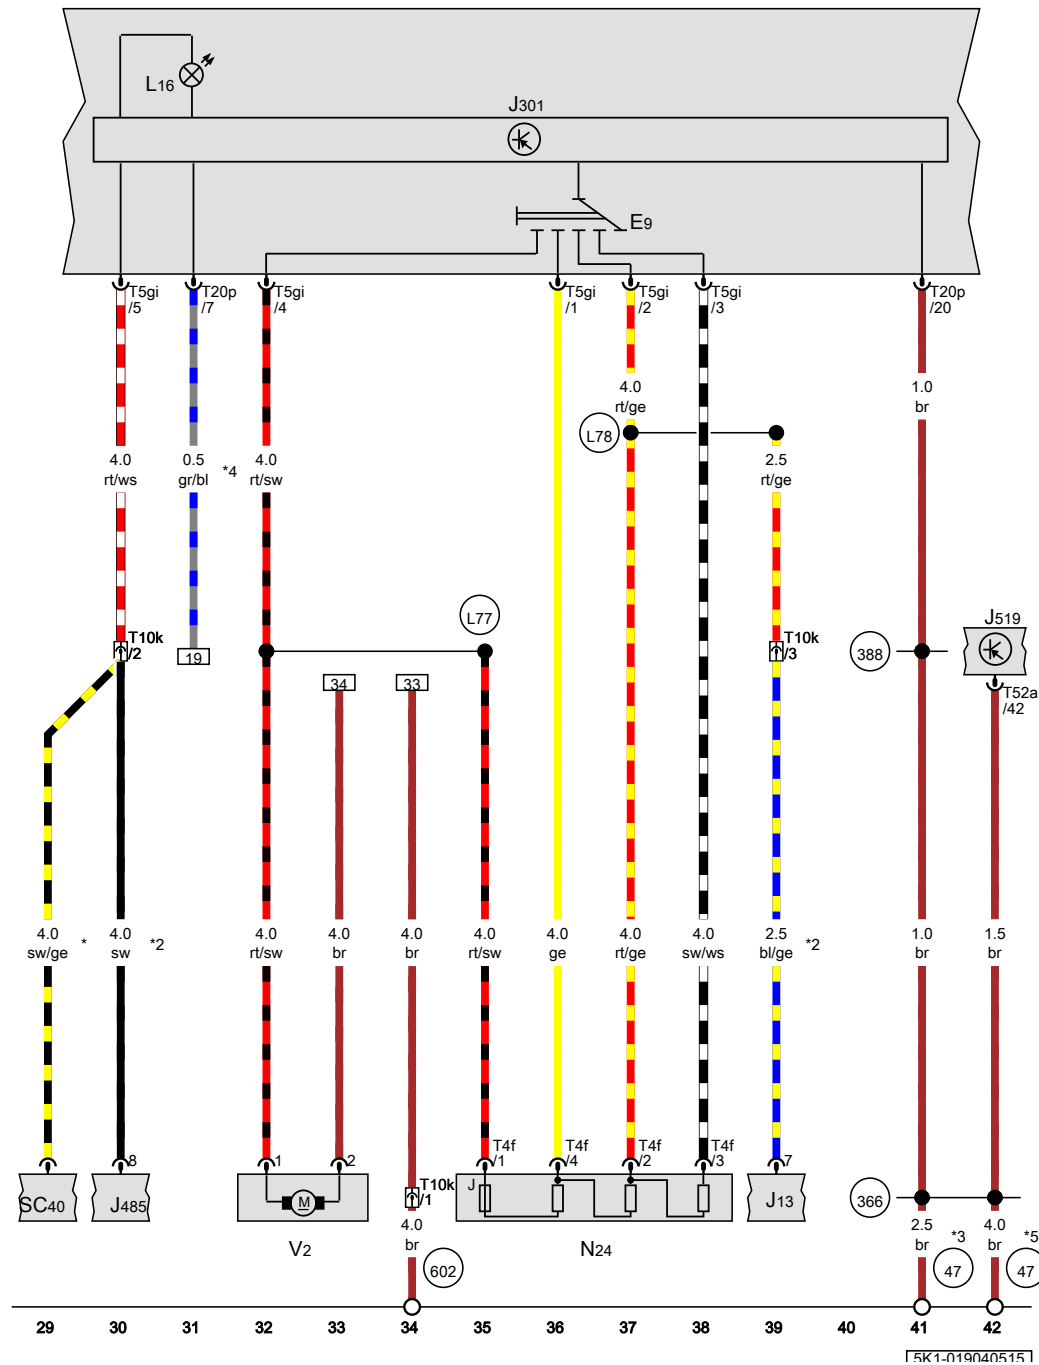 L16
J301
E9
T5gi
/5
T20p
/7
T5gi
/4
T5gi
/1
T5gi
/2
T5gi
/3
T20p
/20
4.0
rt/ge
1.0
br
L78
4.0
rt/ws
0.5
gr/bl
*4
4.0
rt/sw
2.5
rt/ge
L77
J519
T10k
/2
19
T10k
/3
388
34
33
T52a
/42
4.0
sw/ge
*
4.0
sw
*2
4.0
rt/sw
4.0
br
4.0
br
4.0
rt/sw
4.0
ge
4.0
rt/ge
4.0
sw/ws
2.5
bl/ge
*2
1.0
br
1.5
br
8
1
2
T4f
/1
T4f
/4
T4f
/2
T4f
/3
7
SC40
J485
M
T10k
/1
J
J13
366
V2
4.0
br
N24
2.5
br
*3
4.0
br
*5
602
47
47
29 30 31 32 33 34 35 36 37 38 39 40 41 42
5K1-019040515